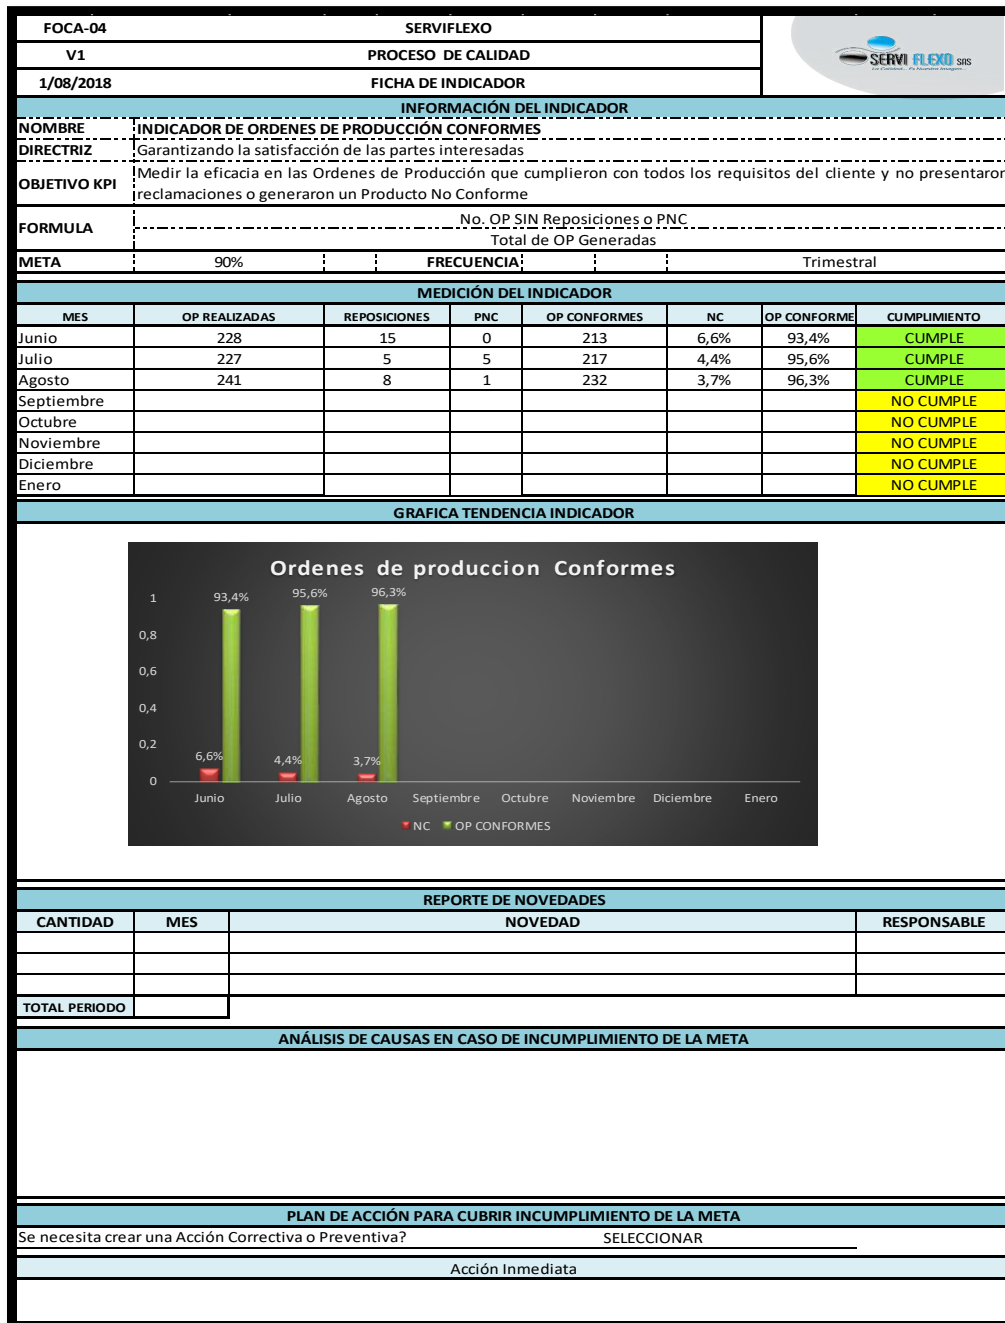 FOCA-04 SERVIFLEXO
V1 PROCESO DE CALIDAD
1/08/2018 FICHA DE INDICADOR
SERVI FLEXO SAS
INFORMACIÓN DEL INDICADOR
NOMBRE INDICADOR DE ORDENES DE PRODUCCIÓN CONFORMES
DIRECTRIZ Garantizando la satisfacción de las partes interesadas
OBJETIVO KPI Medir la eficacia en las Ordenes de Producción que cumplieron con todos los requisitos del cliente y no presentaron
reclamaciones o generaron un Producto No Conforme
FORMULA No. OP SIN Reposiciones o PNC
Total de OP Generadas
META 90% FRECUENCIA Trimestral
MEDICIÓN DEL INDICADOR
MES OP REALIZADAS REPOSICIONES PNC OP CONFORMES NC OP CONFORME CUMPLIMIENTO
Junio 228 15 0 213 6,6% 93,4% CUMPLE
Julio 227 5 5 217 4,4% 95,6% CUMPLE
Agosto 241 8 1 232 3,7% 96,3% CUMPLE
Septiembre NO CUMPLE
Octubre NO CUMPLE
Noviembre NO CUMPLE
Diciembre NO CUMPLE
Enero NO CUMPLE
GRAFICA TENDENCIA INDICADOR
Ordenes de produccion Conformes
1 93,4% 95,6% 96,3%
0,8
0,6
0,4
0,2 6,6% 4,4% 3,7%
0
Junio Julio Agosto Septiembre Octubre Noviembre Diciembre Enero
NC OP CONFORMES
REPORTE DE NOVEDADES
CANTIDAD MES NOVEDAD RESPONSABLE
TOTAL PERIODO
ANÁLISIS DE CAUSAS EN CASO DE INCUMPLIMIENTO DE LA META
PLAN DE ACCIÓN PARA CUBRIR INCUMPLIMIENTO DE LA META
Se necesita crear una Acción Correctiva o Preventiva? SELECCIONAR
Acción Inmediata